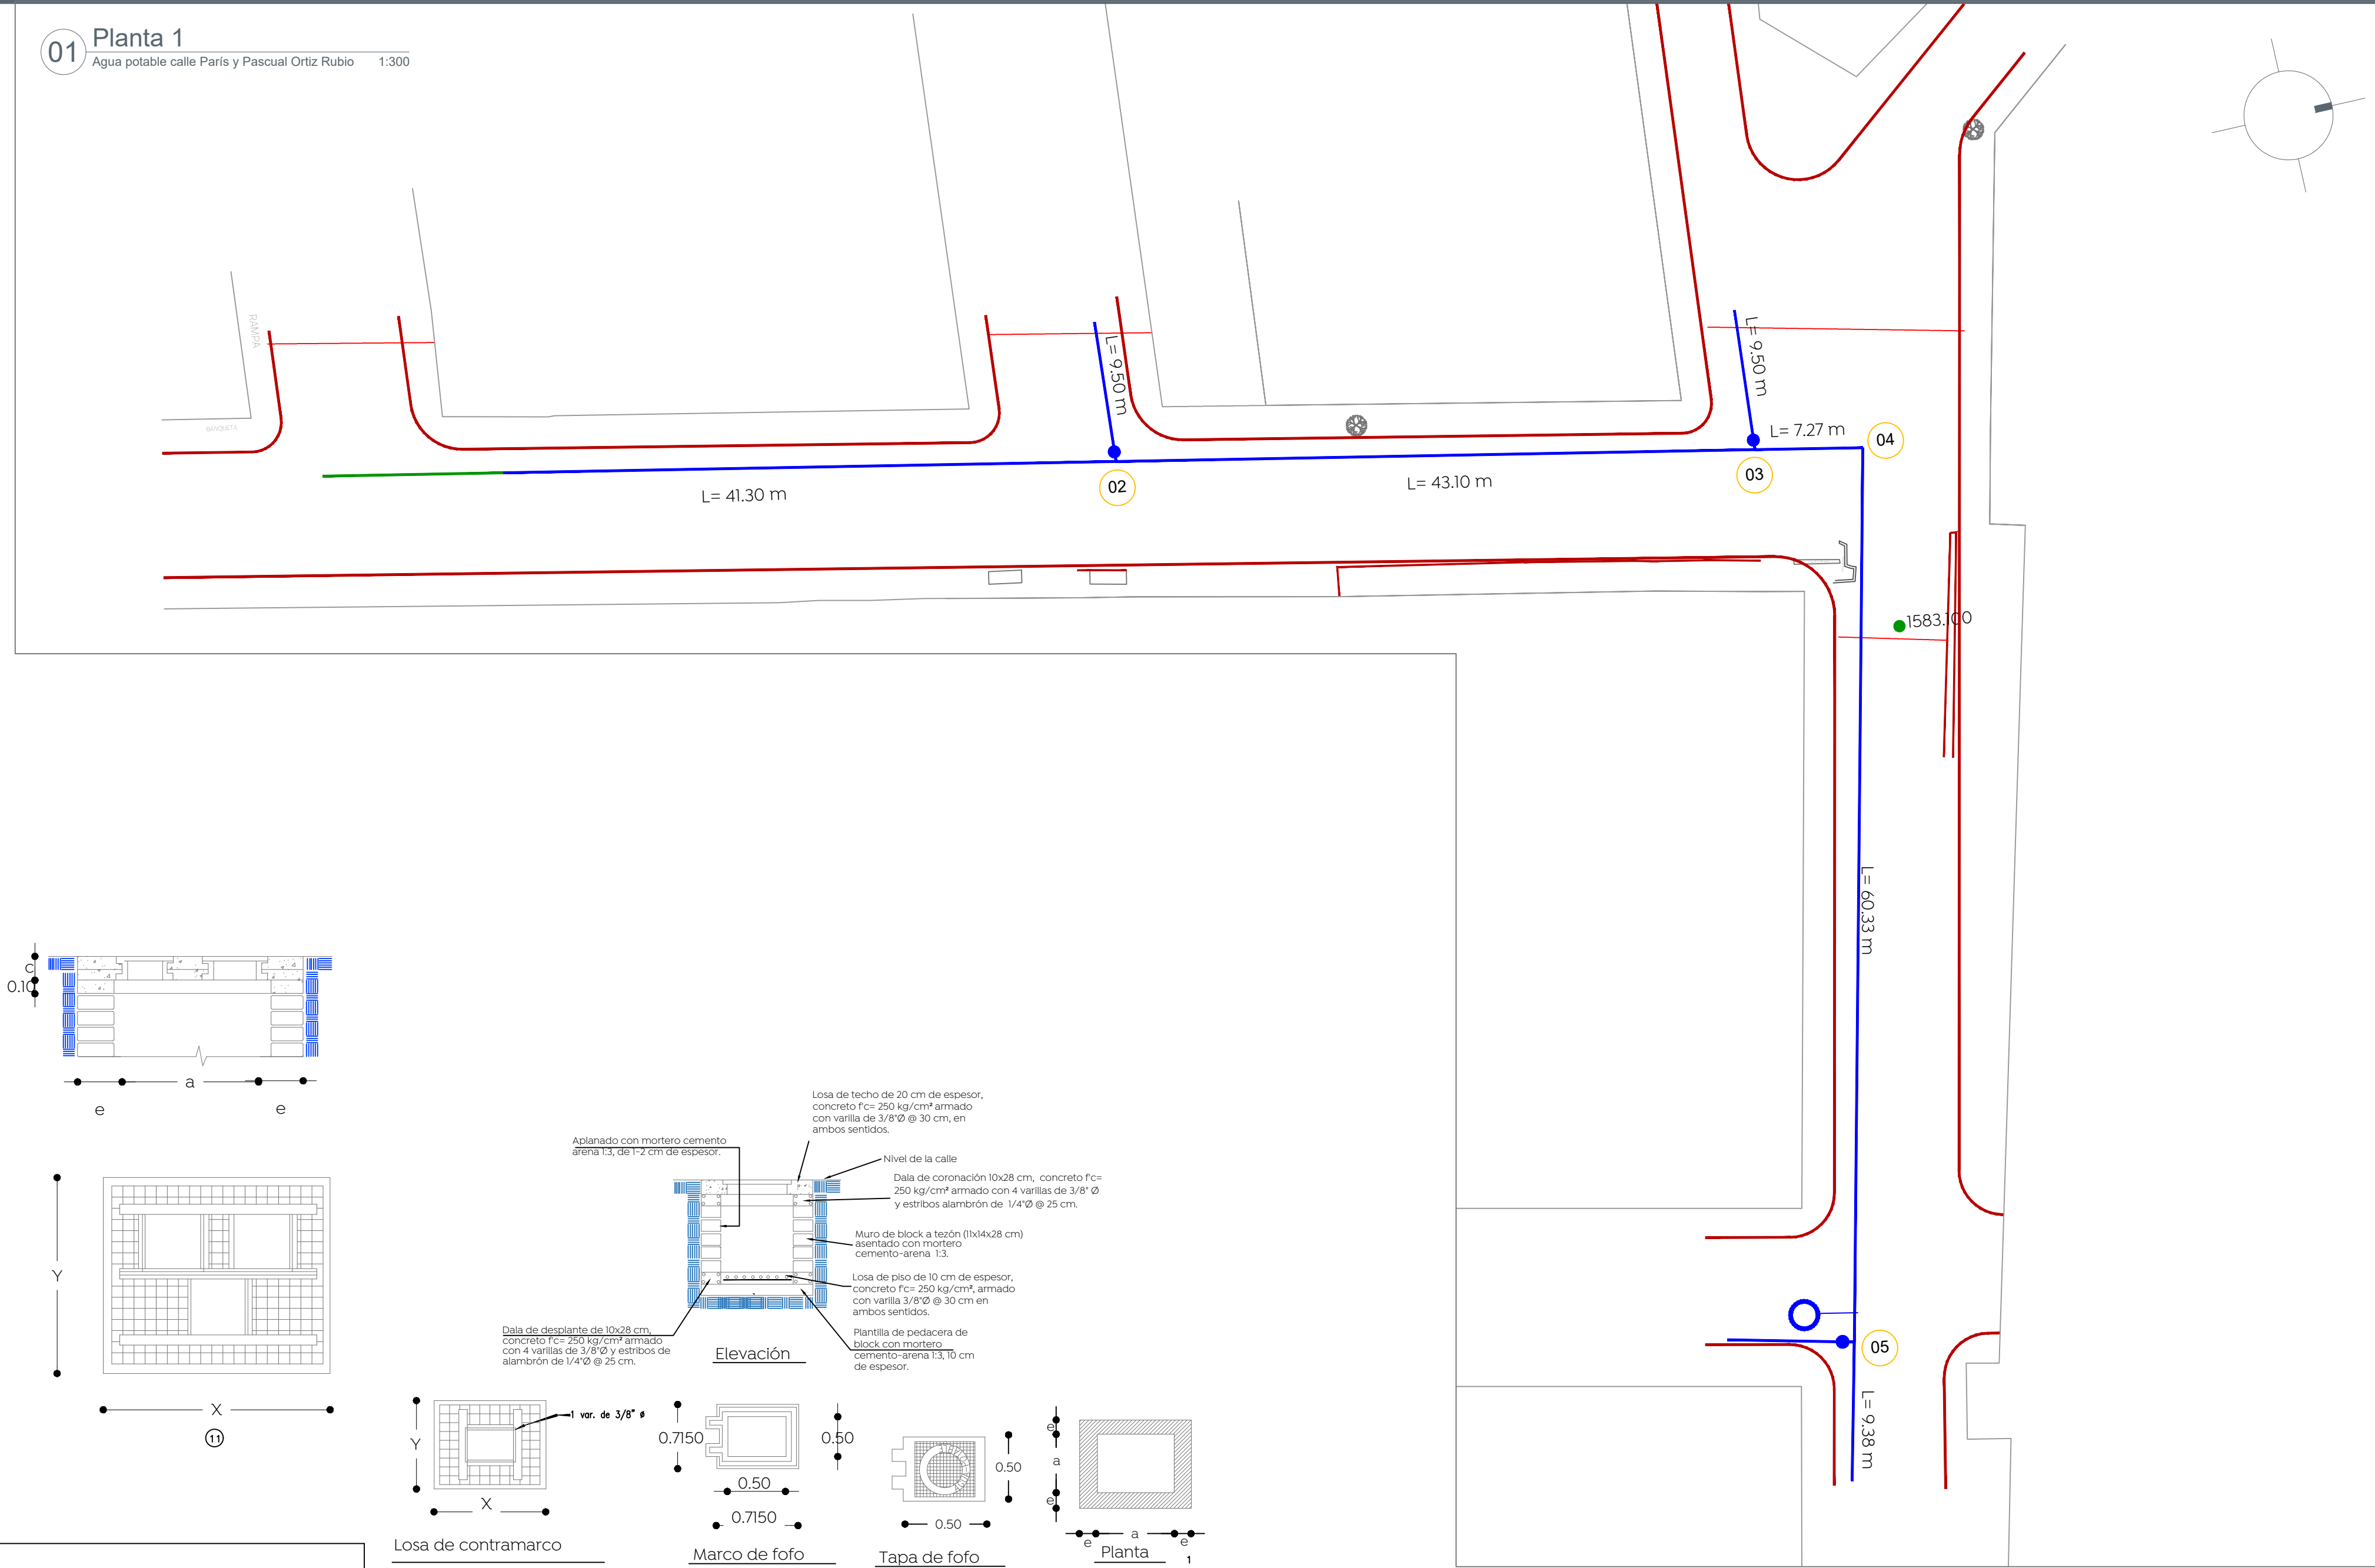 01
Planta 1
Agua potable calle París y Pascual Ortiz Rubio 1:300
RAMPA
BANQUETA
L= 9.50 m
L= 9.50 m
L= 7.27 m
04
02
03
L= 41.30 m
L= 43.10 m
1583.100
L= 60.33 m
05
L= 9.38 m
c
0.10
a
e
e
Y
X
11
Losa de techo de 20 cm de espesor,
concreto f'c= 250 kg/cm² armado
con varilla de 3/8"Ø @ 30 cm, en
ambos sentidos.
Aplanado con mortero cemento
arena 1:3, de 1-2 cm de espesor.
Nivel de la calle
Dala de coronación 10x28 cm, concreto f'c=
250 kg/cm² armado con 4 varillas de 3/8" Ø
y estribos alambrón de 1/4"Ø @ 25 cm.
Muro de block a tezón (11x14x28 cm)
asentado con mortero
cemento-arena 1:3.
Losa de piso de 10 cm de espesor,
concreto f'c= 250 kg/cm², armado
con varilla 3/8"Ø @ 30 cm en
ambos sentidos.
Dala de desplante de 10x28 cm,
concreto f'c= 250 kg/cm² armado
con 4 varillas de 3/8"Ø y estribos de
alambrón de 1/4"Ø @ 25 cm.
Plantilla de pedacera de
block con mortero
cemento-arena 1:3, 10 cm
de espesor.
Elevación
1 var. de 3/8" ø
Y
X
Losa de contramarco
0.7150
0.50
0.50
0.7150
Marco de fofo
0.50
0.50
Tapa de fofo
e
a
e
e
a
e
Planta
1